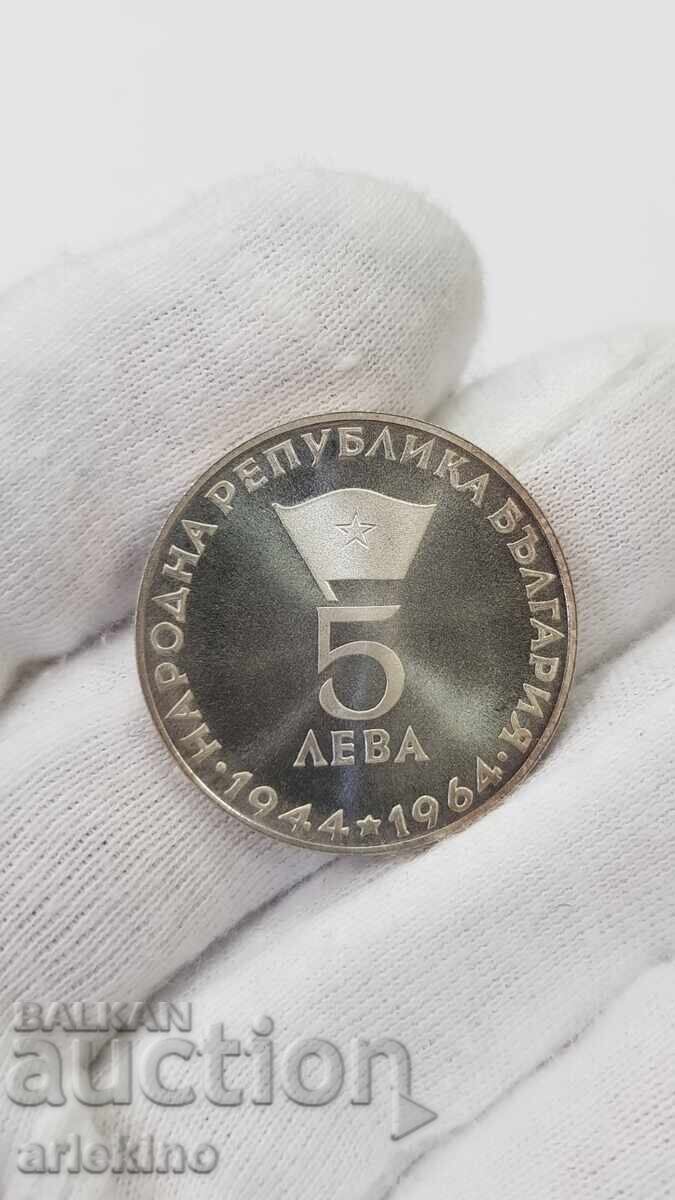 НАРОДНА РЕПУБЛИКА БЪЛГАРИЯ
5
ЛЕВА
· 1944 ★ 1964 ·
BALKAN
auction
arlekino